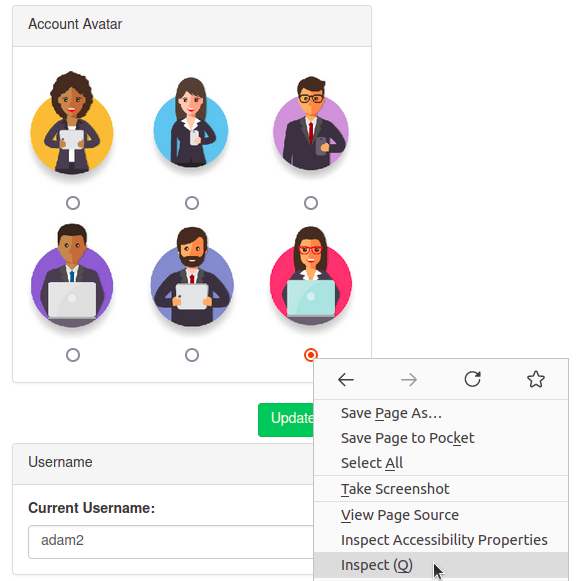 Account Avatar
Save Page As…
Save Page to Pocket
Select All
Update
Take Screenshot
Username
View Page Source
Current Username:
Inspect Accessibility Properties
adam2
Inspect (Q)